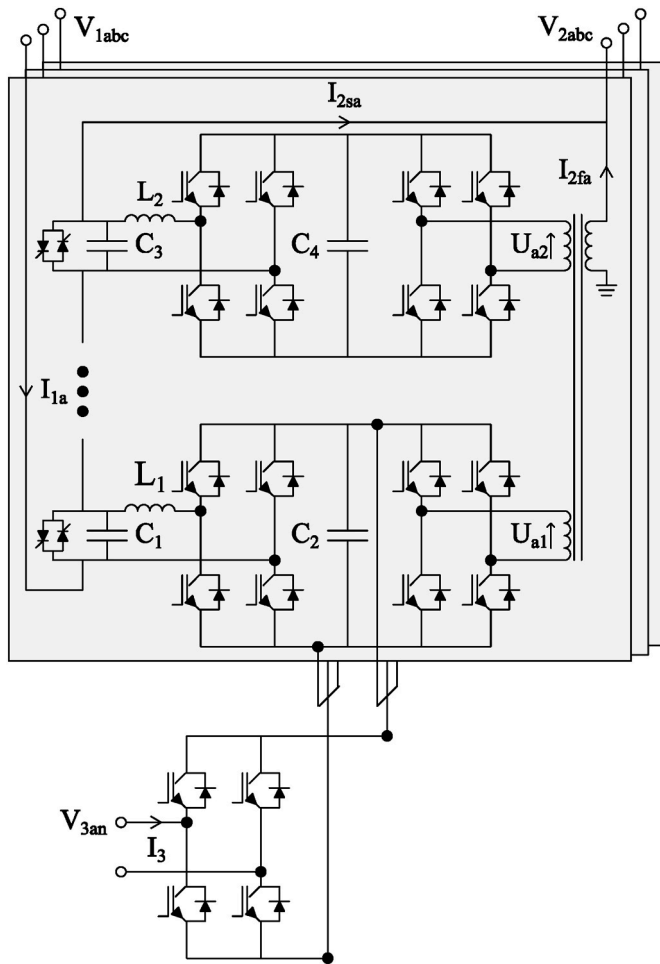 V1abc
V2abc
I2sa
I2fa
L2
C3
C4
Ua2
I1a
L1
C1
C2
Ua1
V3an
I3